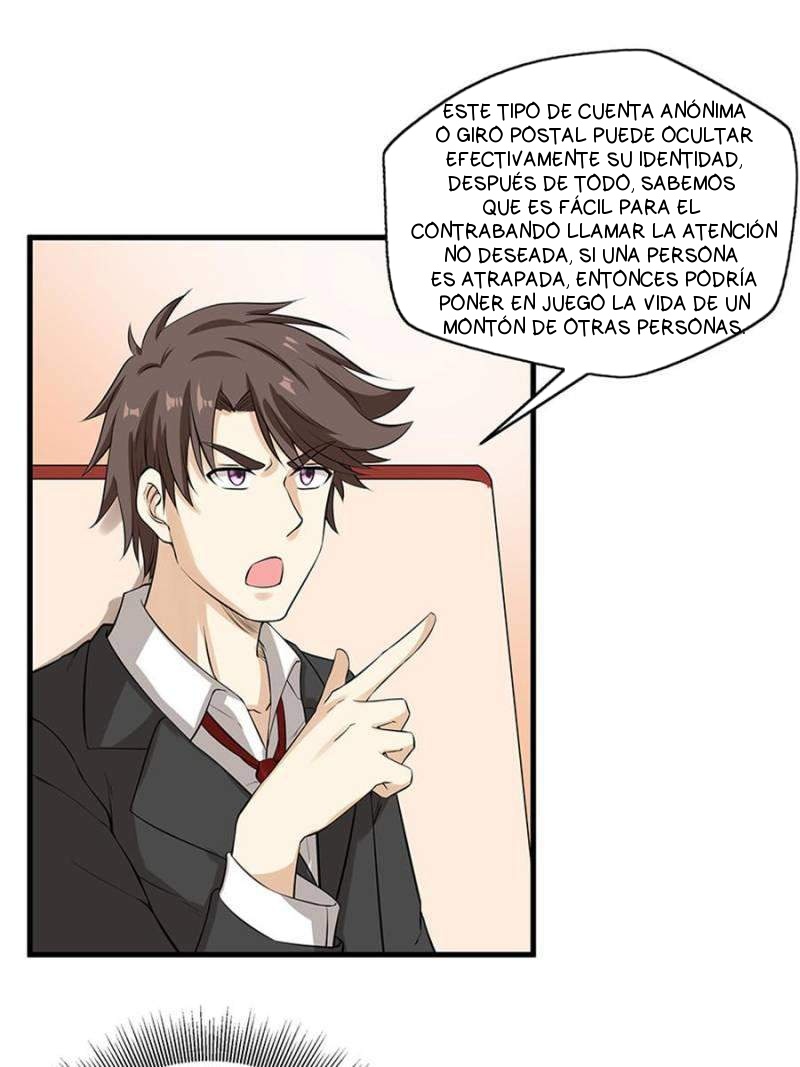 ESTE TIPO DE CUENTA ANÓNIMA
O GIRO POSTAL PUEDE OCULTAR
EFECTIVAMENTE SU IDENTIDAD,
DESPUÉS DE TODO, SABEMOS
QUE ES FÁCIL PARA EL
CONTRABANDO LLAMAR LA ATENCIÓN
NO DESEADA, SI UNA PERSONA
ES ATRAPADA, ENTONCES PODRÍA
PONER EN JUEGO LA VIDA DE UN
MONTÓN DE OTRAS PERSONAS.